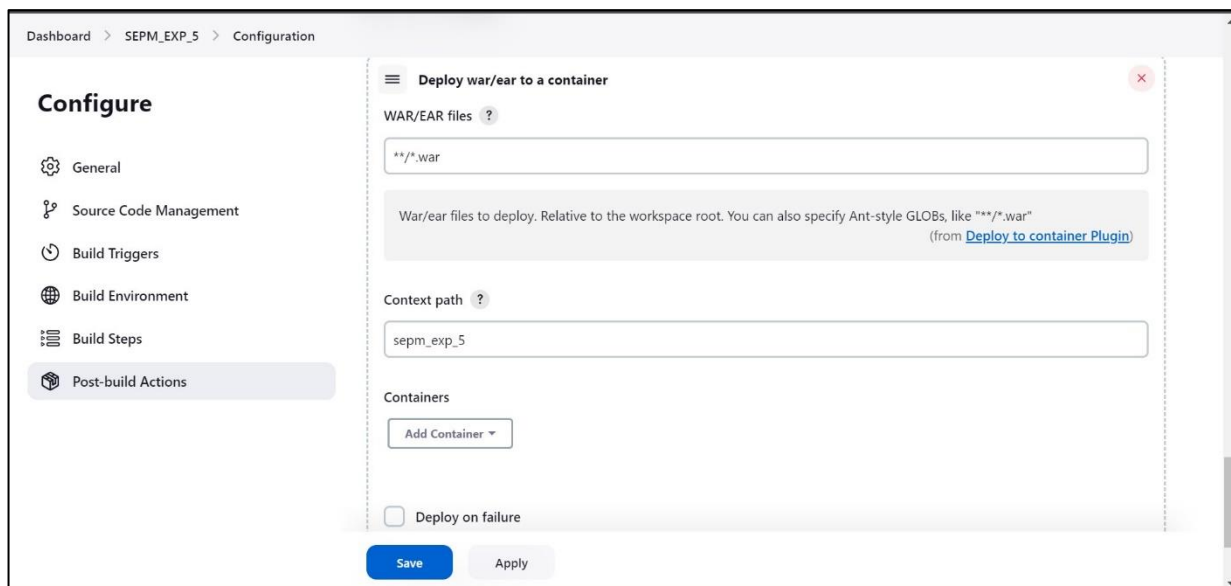 Dashboard > SEPM_EXP_5 > Configuration
Configure
General
Source Code Management
Build Triggers
Build Environment
Build Steps
Post-build Actions
Deploy war/ear to a container
WAR/EAR files ?
**/*.war
War/ear files to deploy. Relative to the workspace root. You can also specify Ant-style GLOBs, like "**/*.war"
(from Deploy to container Plugin)
Context path ?
sepm_exp_5
Containers
Add Container
Deploy on failure
Save
Apply